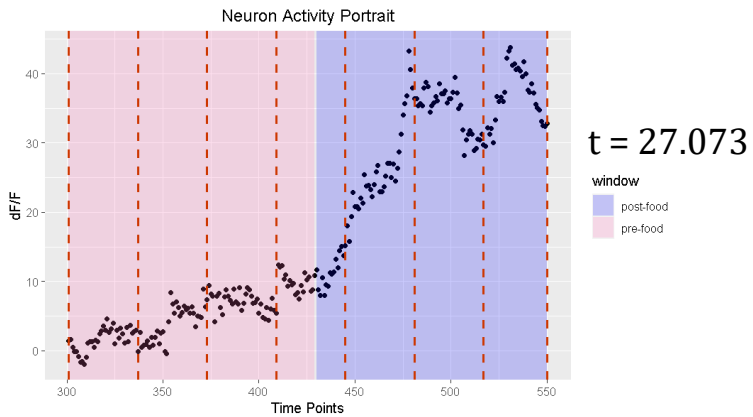 Neuron Activity Portrait
dF/F
40
30
20
10
0
300
350
400
450
500
550
Time Points
t = 27.073
window
post-food
pre-food